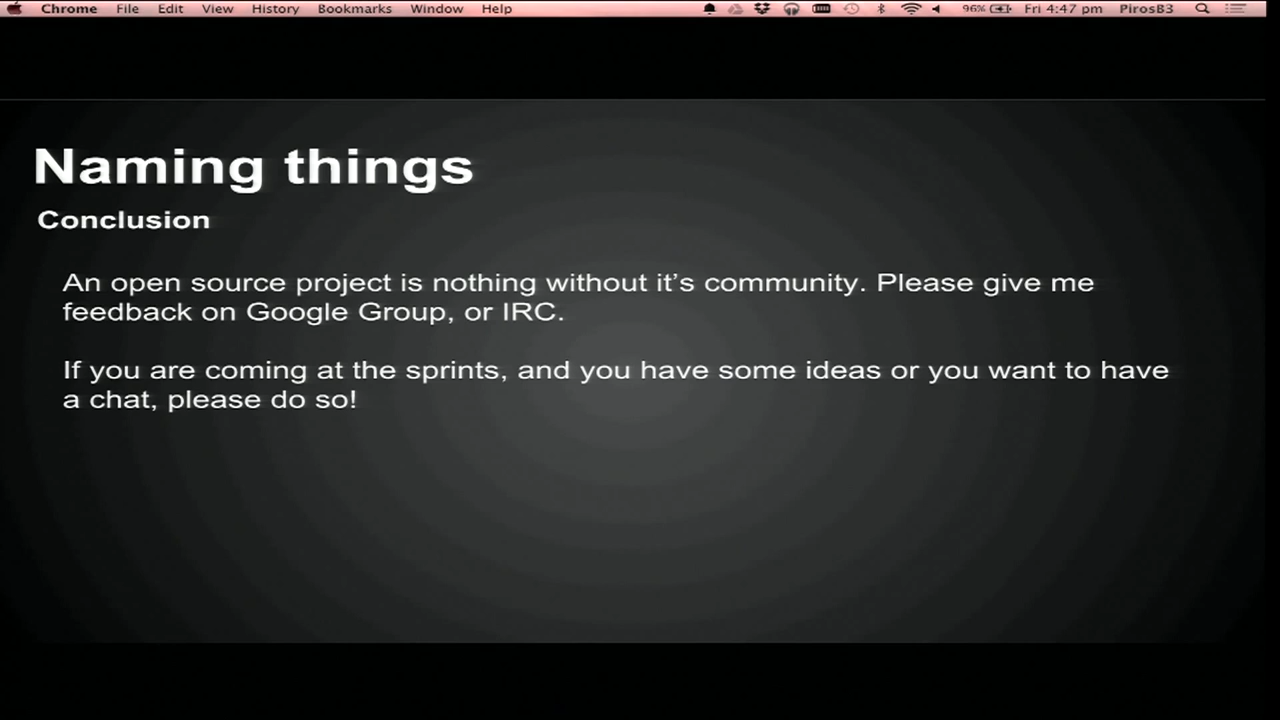 Chrome File Edit View History Bookmarks Window Help 96% Fri 4:47 pm PirosB3
Naming things
Conclusion
An open source project is nothing without it’s community. Please give me
feedback on Google Group, or IRC.
If you are coming at the sprints, and you have some ideas or you want to have
a chat, please do so!